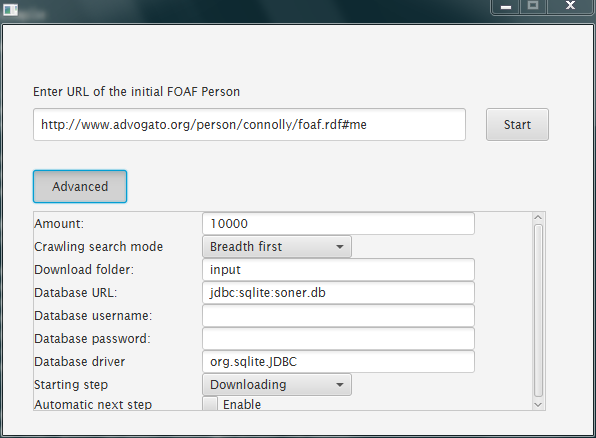 Enter URL of the initial FOAF Person
http://www.advogato.org/person/connolly/foaf.rdf#me Start
Advanced
Amount: 10000
Crawling search mode Breadth first
Download folder: input
Database URL: jdbc:sqlite:soner.db
Database username:
Database password:
Database driver org.sqlite.JDBC
Starting step Downloading
Automatic next step Enable